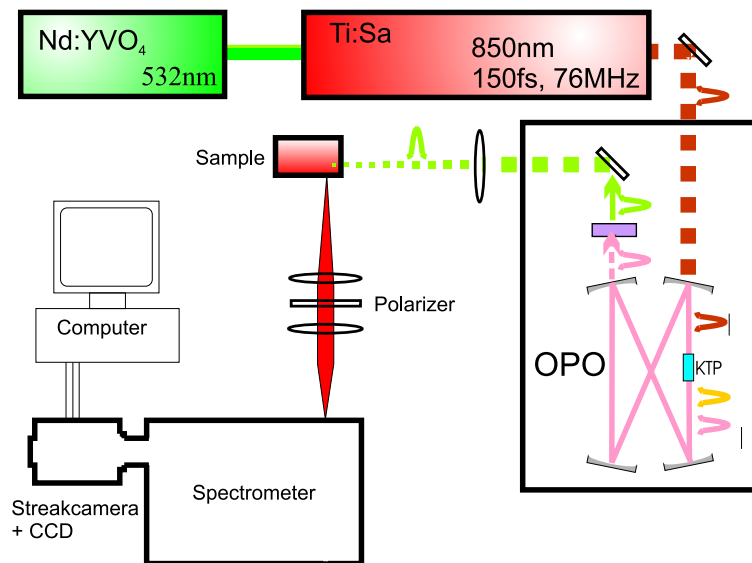 Nd:YVO₄
532nm
Ti:Sa
850nm
150fs, 76MHz
Sample
Polarizer
Computer
OPO
KTP
Spectrometer
Streakcamera
+ CCD